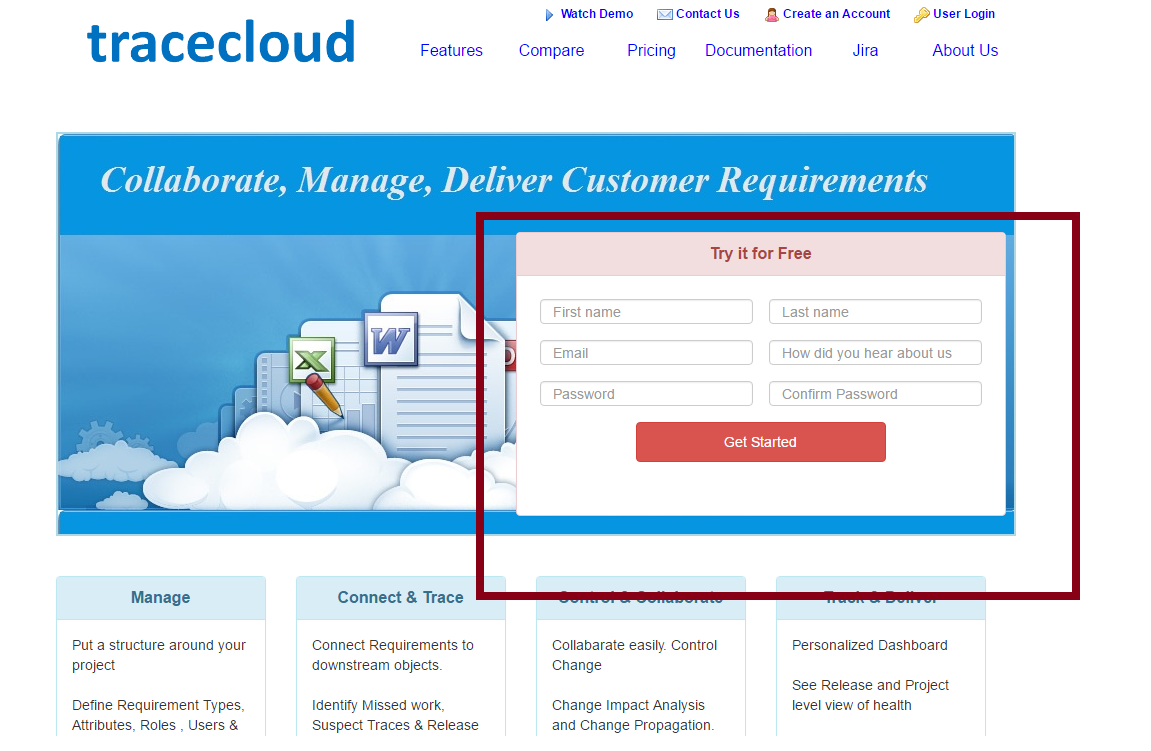 Watch Demo Contact Us Create an Account User Login
tracecloud
Features Compare Pricing Documentation Jira About Us
Collaborate, Manage, Deliver Customer Requirements
Try it for Free
First name Last name
Email How did you hear about us
Password Confirm Password
Get Started
X
W
Manage
Put a structure around your
project
Define Requirement Types,
Attributes, Roles , Users &
Connect & Trace
Connect Requirements to
downstream objects.
Identify Missed work,
Suspect Traces & Release
Control & Collaborate
Collabarate easily. Control
Change
Change Impact Analysis
and Change Propagation.
Track & Deliver
Personalized Dashboard
See Release and Project
level view of health